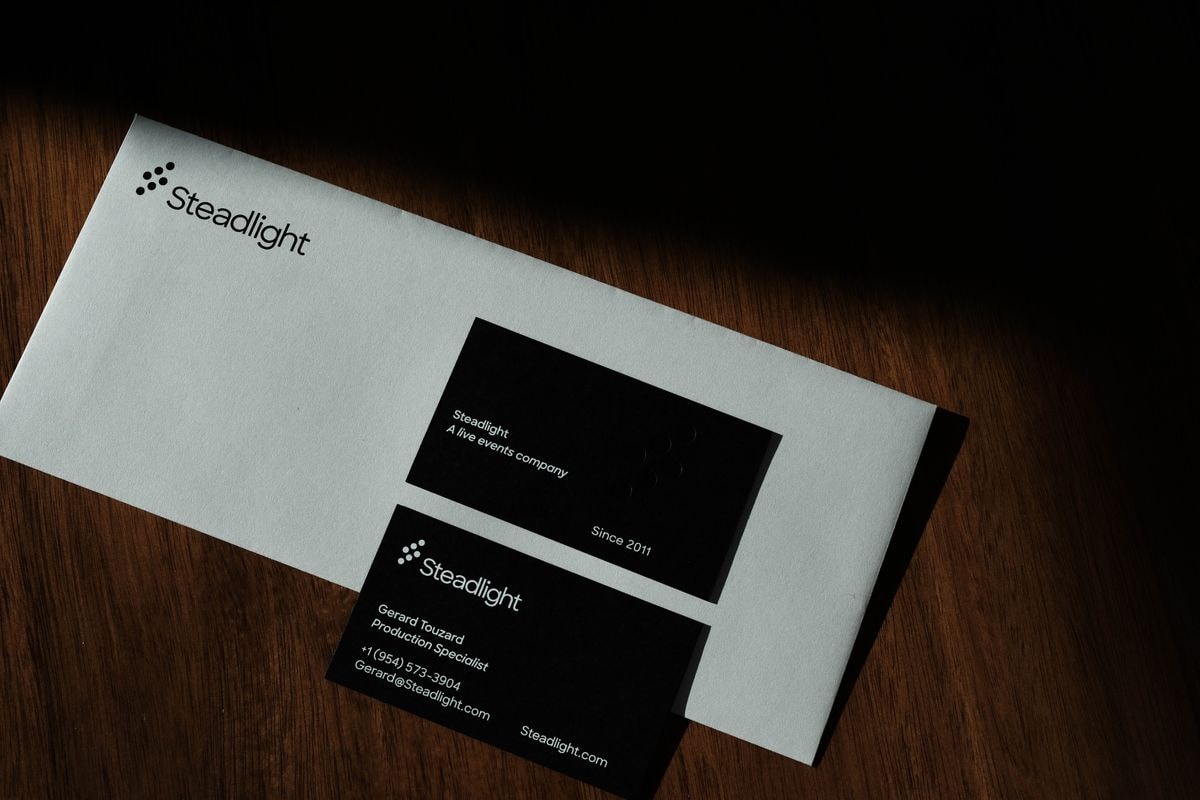 Steadlight
Steadlight
A live events company
Since 2011
Steadlight
Gerard Touzard
Production Specialist
+1 (954) 573-3904
Gerard@Steadlight.com
Steadlight.com